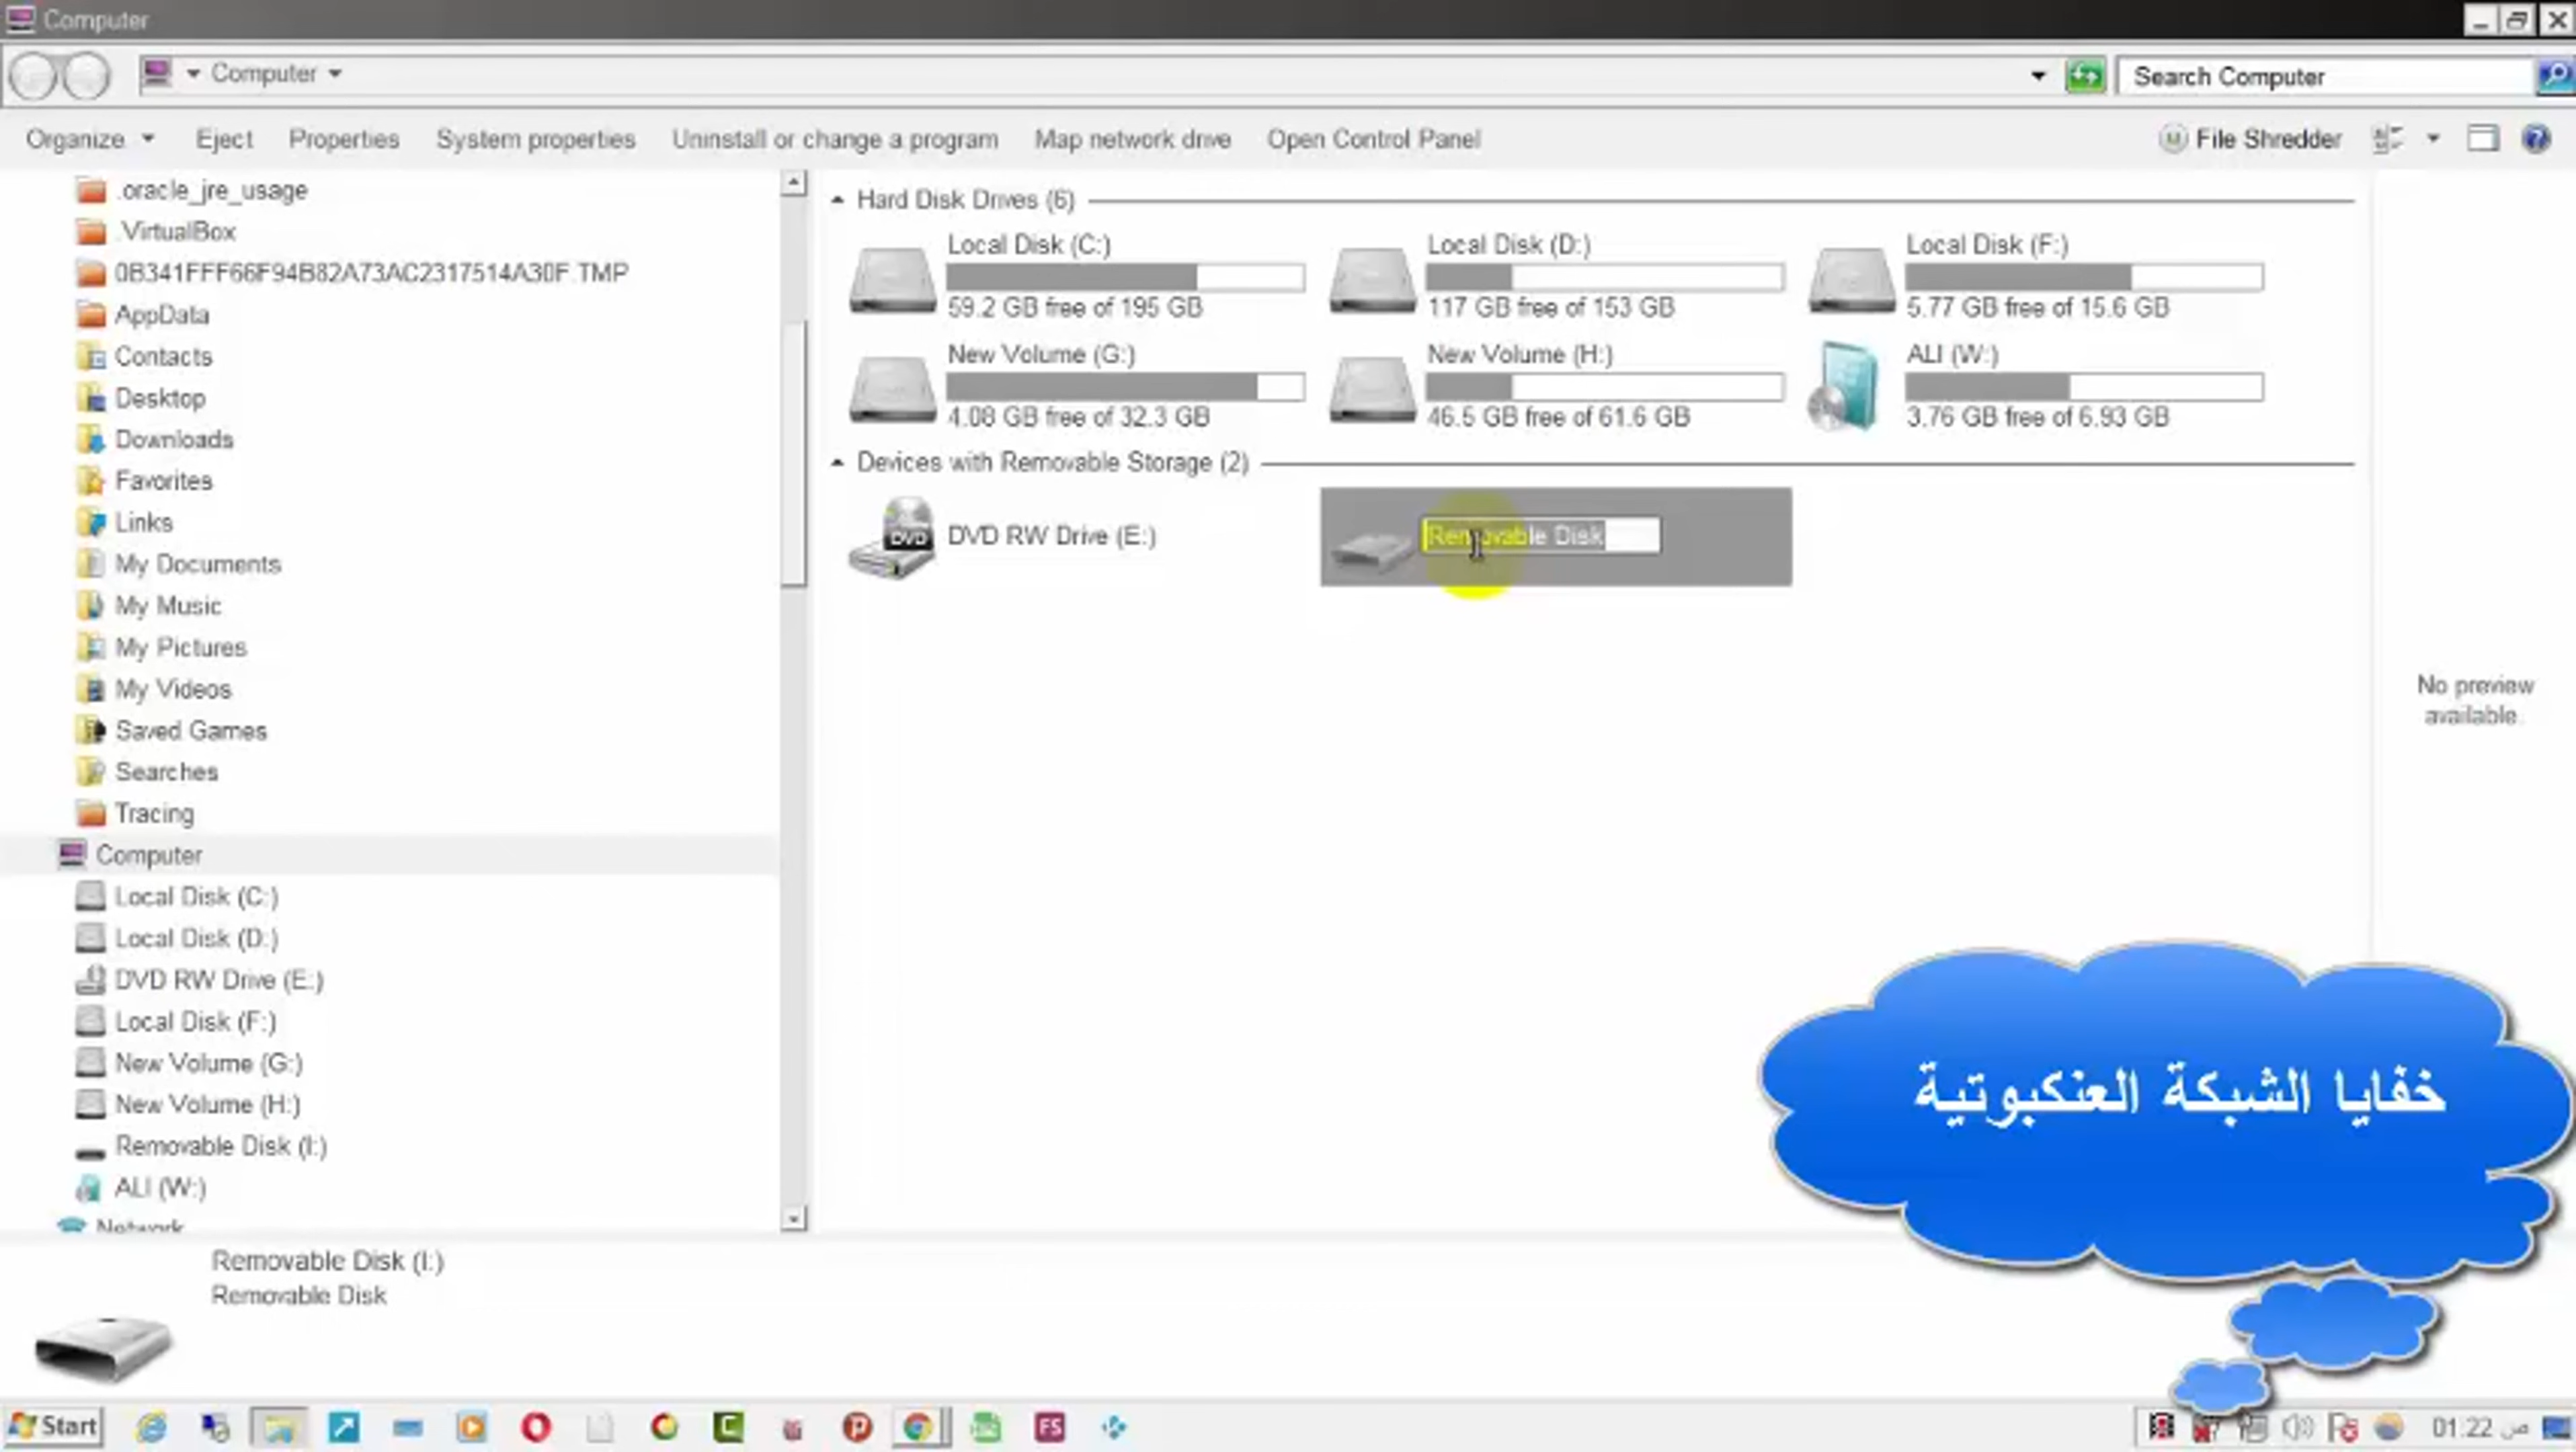 Computer
Computer
Search Computer
Organize Eject Properties System properties Uninstall or change a program Map network drive Open Control Panel File Shredder
.oracle_jre_usage
.VirtualBox
0B341FFF66F94B82A73AC2317514A30F.TMP
AppData
Contacts
Desktop
Downloads
Favorites
Links
My Documents
My Music
My Pictures
My Videos
Saved Games
Searches
Tracing
Computer
Local Disk (C:)
Local Disk (D:)
DVD RW Drive (E:)
Local Disk (F:)
New Volume (G:)
New Volume (H:)
Removable Disk (I:)
ALI (W:)
Network
Hard Disk Drives (6)
Local Disk (C:)
59.2 GB free of 195 GB
Local Disk (D:)
117 GB free of 153 GB
Local Disk (F:)
5.77 GB free of 15.6 GB
New Volume (G:)
4.08 GB free of 32.3 GB
New Volume (H:)
46.5 GB free of 61.6 GB
ALI (W:)
3.76 GB free of 6.93 GB
Devices with Removable Storage (2)
DVD
DVD RW Drive (E:)
Removable Disk
No preview
available.
خفايا الشبكة العنكبوتية
Removable Disk (I:)
Removable Disk
Start
FS
01:22 ص